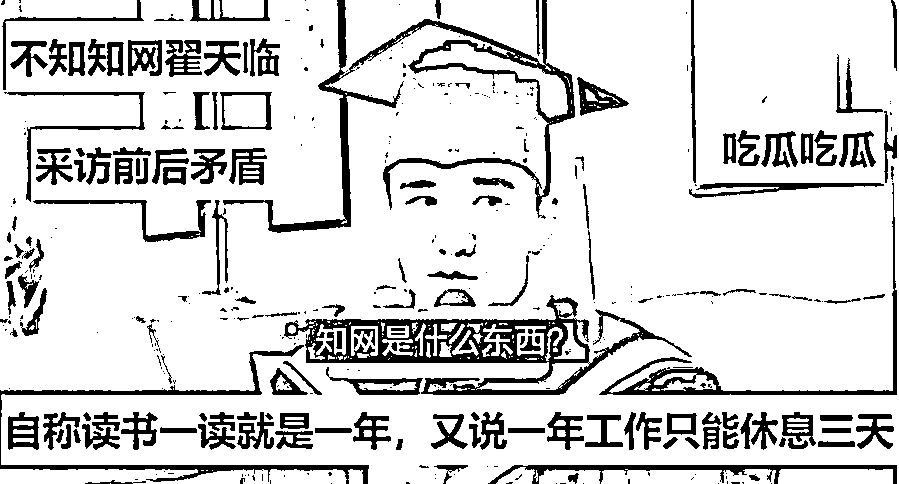 不知知网翟天临
采访前后矛盾
吃瓜吃瓜
知网是什么东西?
自称读书一读就是一年，又说一年工作只能休息三天